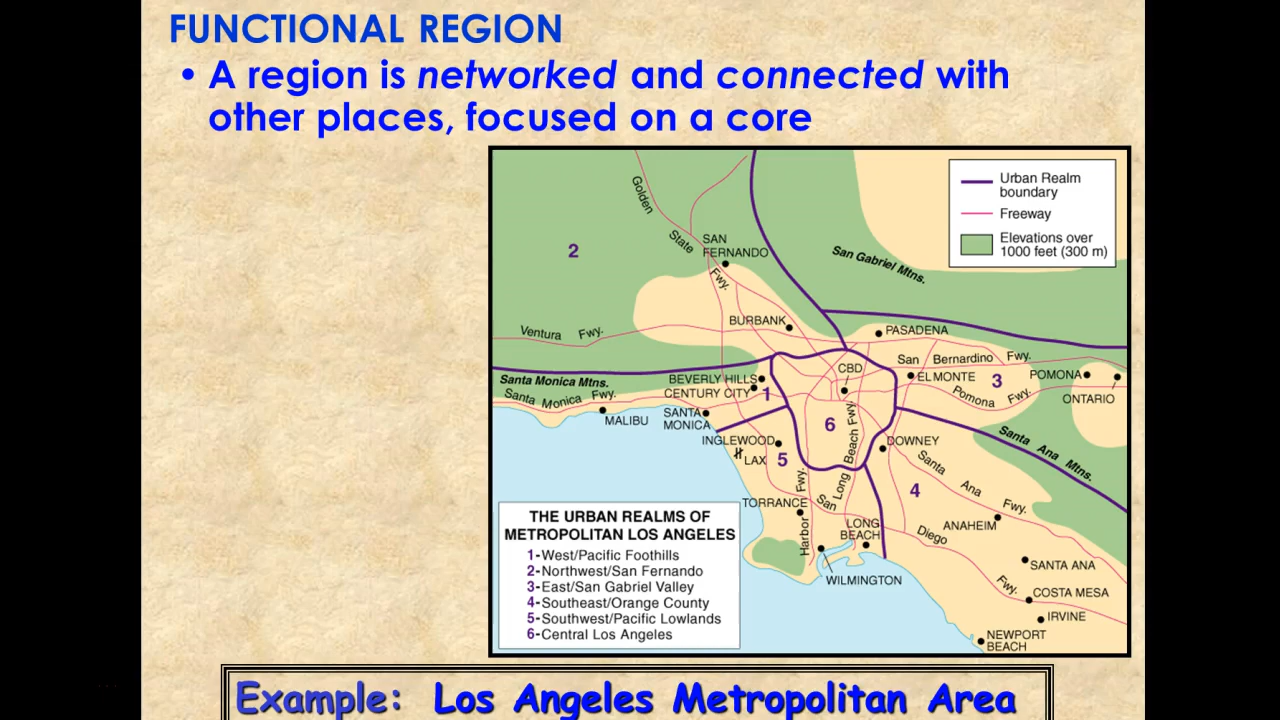 FUNCTIONAL REGION
• A region is networked and connected with
other places, focused on a core
Urban Realm
boundary
Freeway
Elevations over
1000 feet (300 m)
2
Golden
State
Fwy.
SAN
FERNANDO
San Gabriel Mtns.
BURBANK
PASADENA
Ventura Fwy.
San Bernardino Fwy.
Santa Monica Mtns.
Santa Monica Fwy.
BEVERLY HILLS
CENTURY CITY
1
CBD
EL MONTE
3
POMONA
Pomona Fwy.
ONTARIO
MALIBU
SANTA
MONICA
6
INGLEWOOD
LAX
5
Long Beach Fwy.
DOWNEY
Santa Ana Mtns.
Santa Ana Fwy.
4
TORRANCE
Harbor Fwy.
San Diego Fwy.
LONG
BEACH
ANAHEIM
WILMINGTON
SANTA ANA
COSTA MESA
IRVINE
NEWPORT
BEACH
THE URBAN REALMS OF
METROPOLITAN LOS ANGELES
1-West/Pacific Foothills
2-Northwest/San Fernando
3-East/San Gabriel Valley
4-Southeast/Orange County
5-Southwest/Pacific Lowlands
6-Central Los Angeles
Example: Los Angeles Metropolitan Area